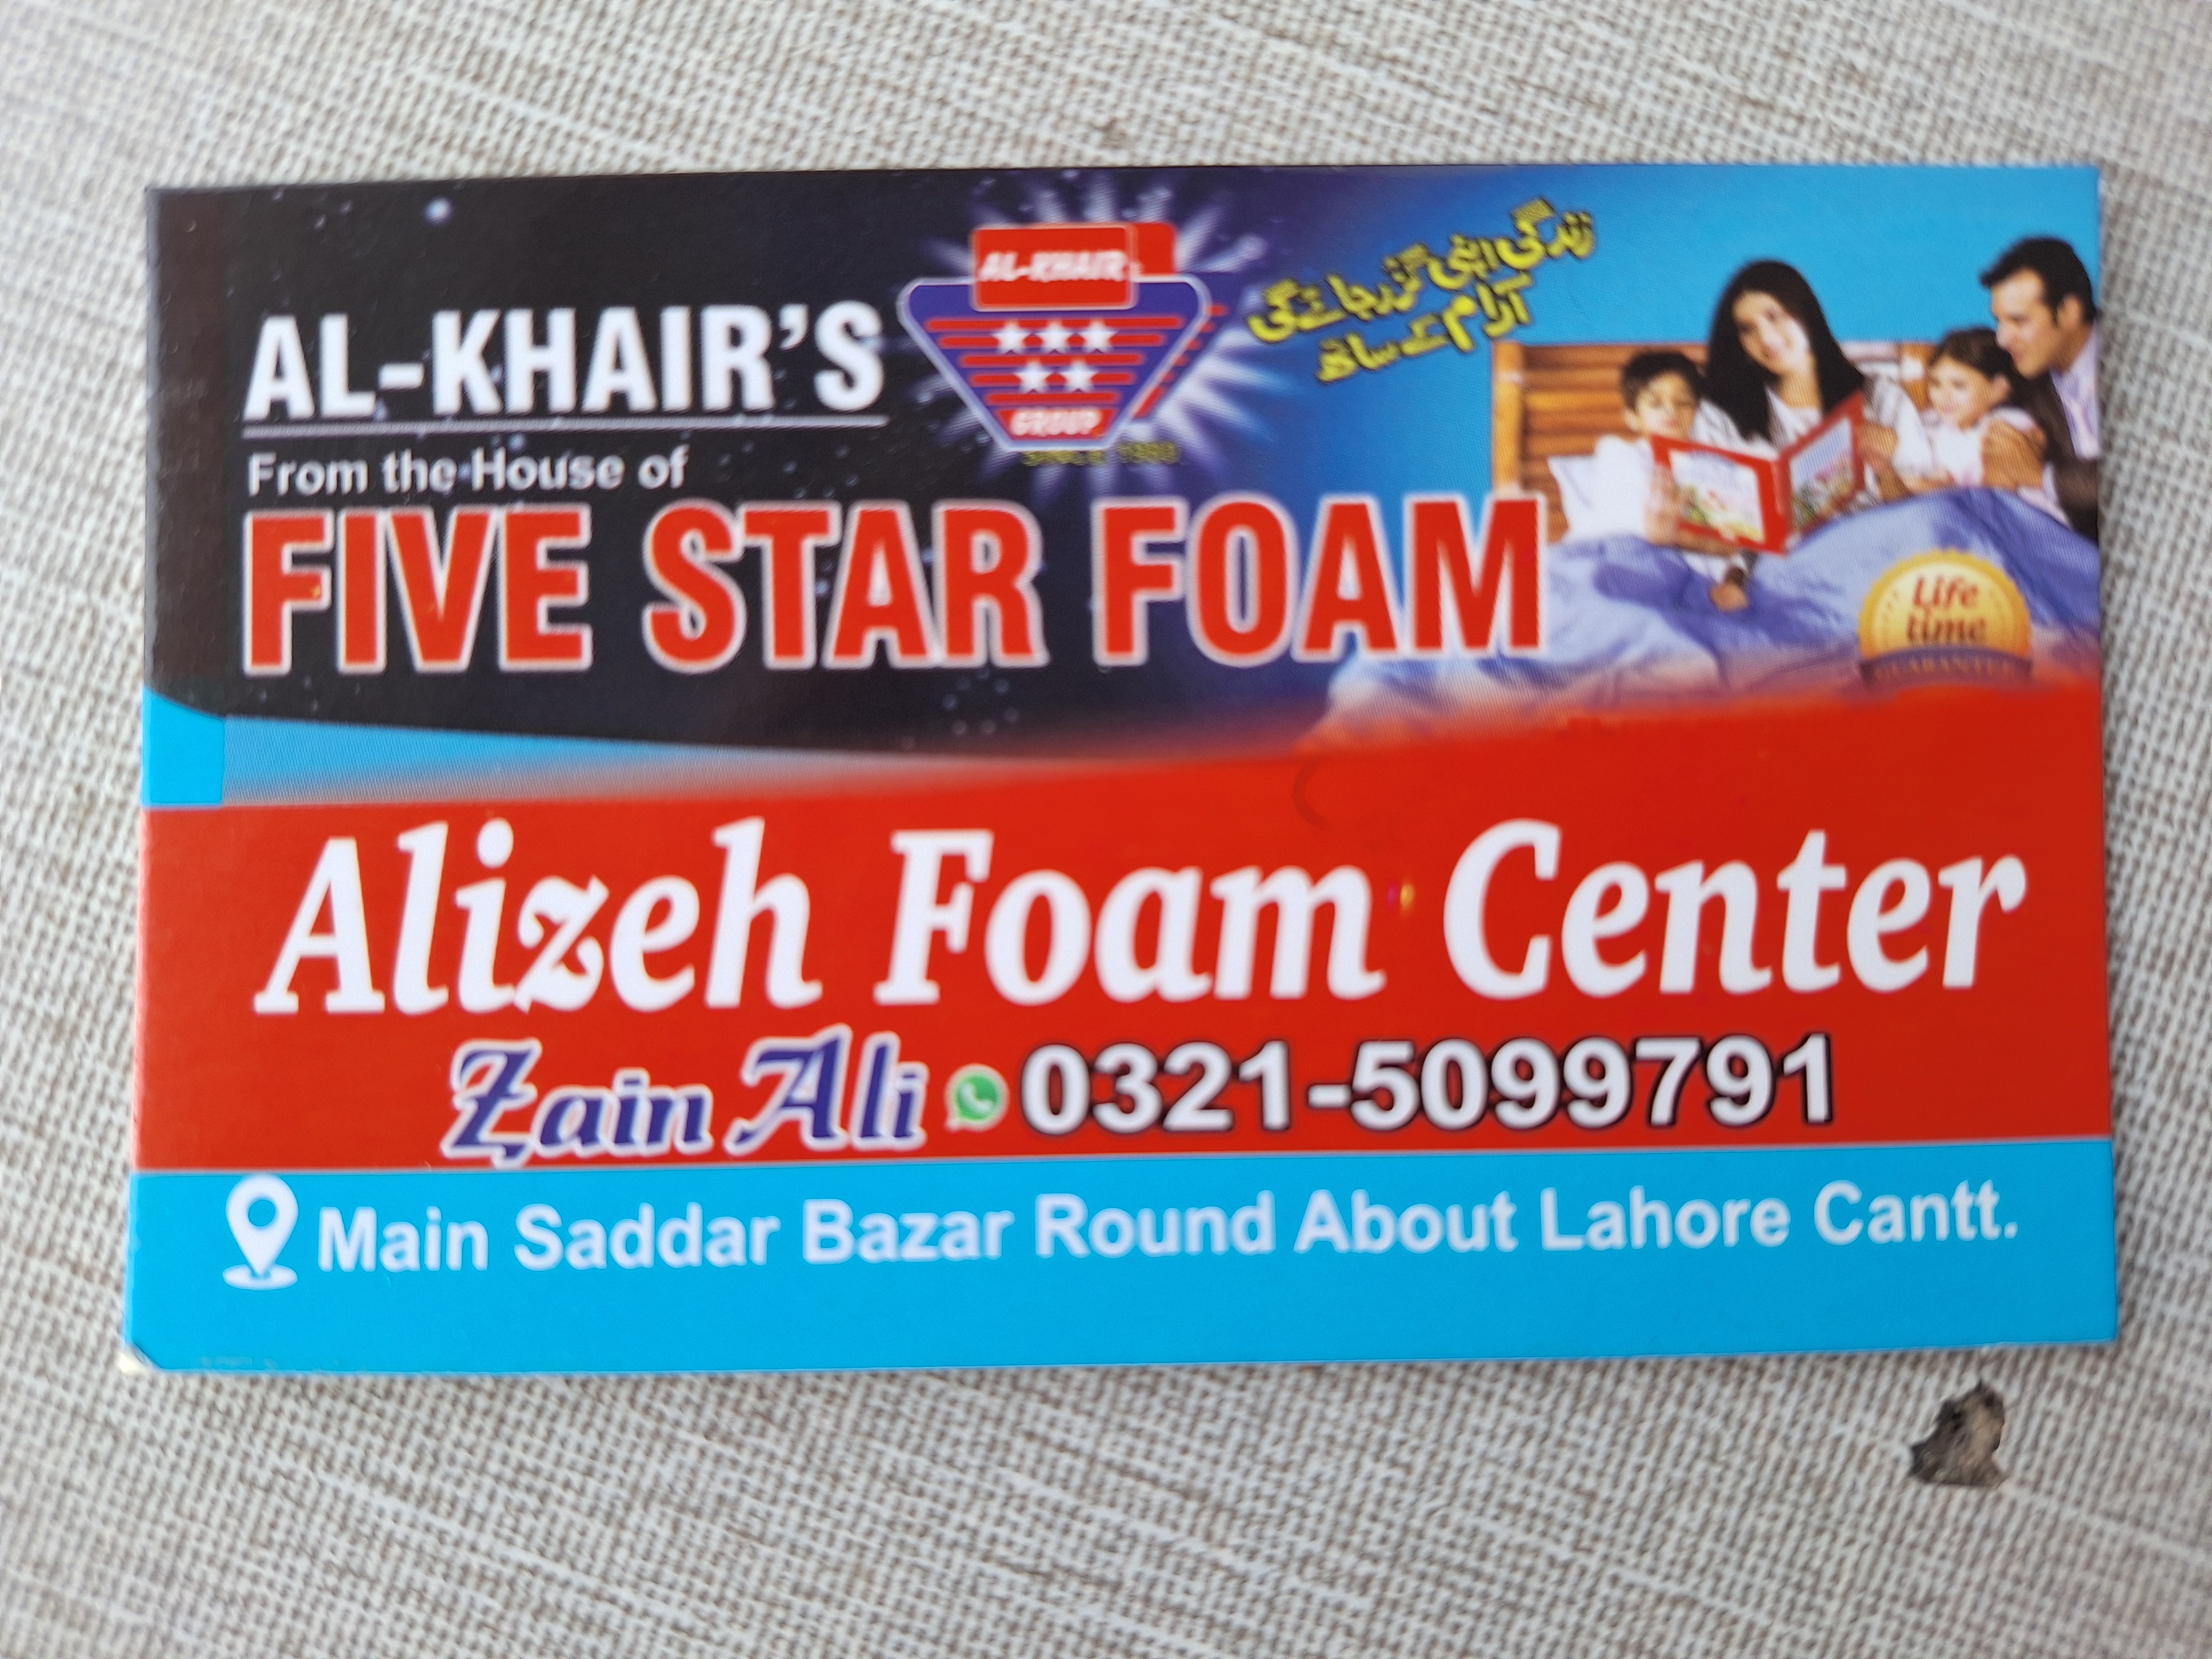 AL-KHAIR
GROUP
زندگی اپنی گزر جائے گی
آرام کے ساتھ
AL-KHAIR'S
From the House of
FIVE STAR FOAM
Life
time
GUARANTEE
Alizeh Foam Center
Zain Ali 0321-5099791
Main Saddar Bazar Round About Lahore Cantt.